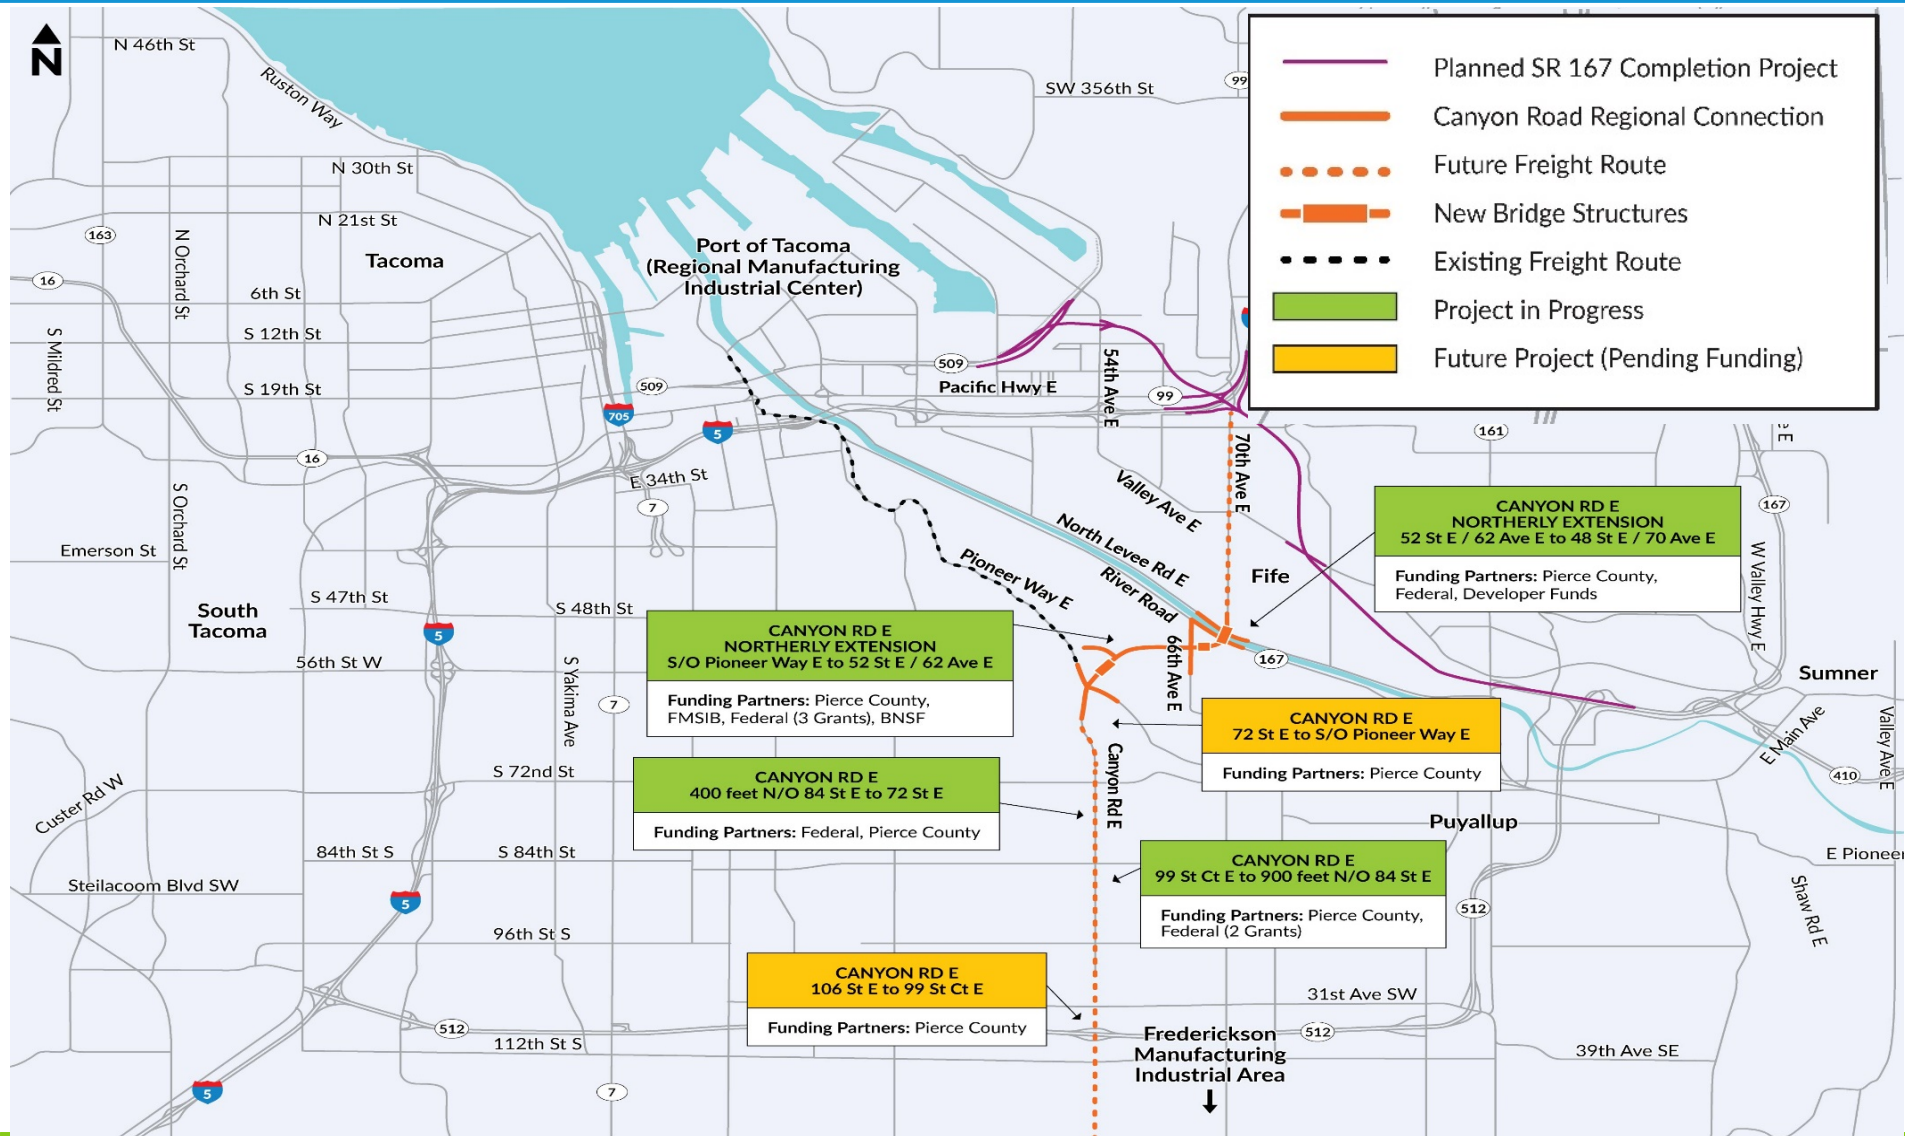 N
N 46th St
Ruston Way
SW 356th St
99
Planned SR 167 Completion Project
Canyon Road Regional Connection
Future Freight Route
New Bridge Structures
Existing Freight Route
Project in Progress
Future Project (Pending Funding)
N 30th St
N 21st St
163
N Orchard St
Tacoma
Port of Tacoma
(Regional Manufacturing
Industrial Center)
16
6th St
S 12th St
S Mildred St
S 19th St
509
509
Pacific Hwy E
54th Ave E
99
705
5
16
161
70th Ave E
E 34th St
7
Valley Ave E
167
S Orchard St
Emerson St
North Levee Rd E
River Road
Pioneer Way E
Fife
W Valley Hwy E
CANYON RD E
NORTHERLY EXTENSION
52 St E / 62 Ave E to 48 St E / 70 Ave E
Funding Partners: Pierce County,
Federal, Developer Funds
S 47th St
S 48th St
South
Tacoma
5
56th St W
S Yakima Ave
7
CANYON RD E
NORTHERLY EXTENSION
S/O Pioneer Way E to 52 St E / 62 Ave E
Funding Partners: Pierce County,
FMSIB, Federal (3 Grants), BNSF
66th Ave E
167
Sumner
CANYON RD E
72 St E to S/O Pioneer Way E
Funding Partners: Pierce County
E Main Ave
Valley Ave E
410
S 72nd St
Custer Rd W
CANYON RD E
400 feet N/O 84 St E to 72 St E
Funding Partners: Federal, Pierce County
Canyon Rd E
Puyallup
84th St S
S 84th St
Steilacoom Blvd SW
5
CANYON RD E
99 St Ct E to 900 feet N/O 84 St E
Funding Partners: Pierce County,
Federal (2 Grants)
E Pioneer
Shaw Rd E
512
96th St S
CANYON RD E
106 St E to 99 St Ct E
Funding Partners: Pierce County
31st Ave SW
512
512
112th St S
Frederickson
Manufacturing
Industrial Area
39th Ave SE
5
7